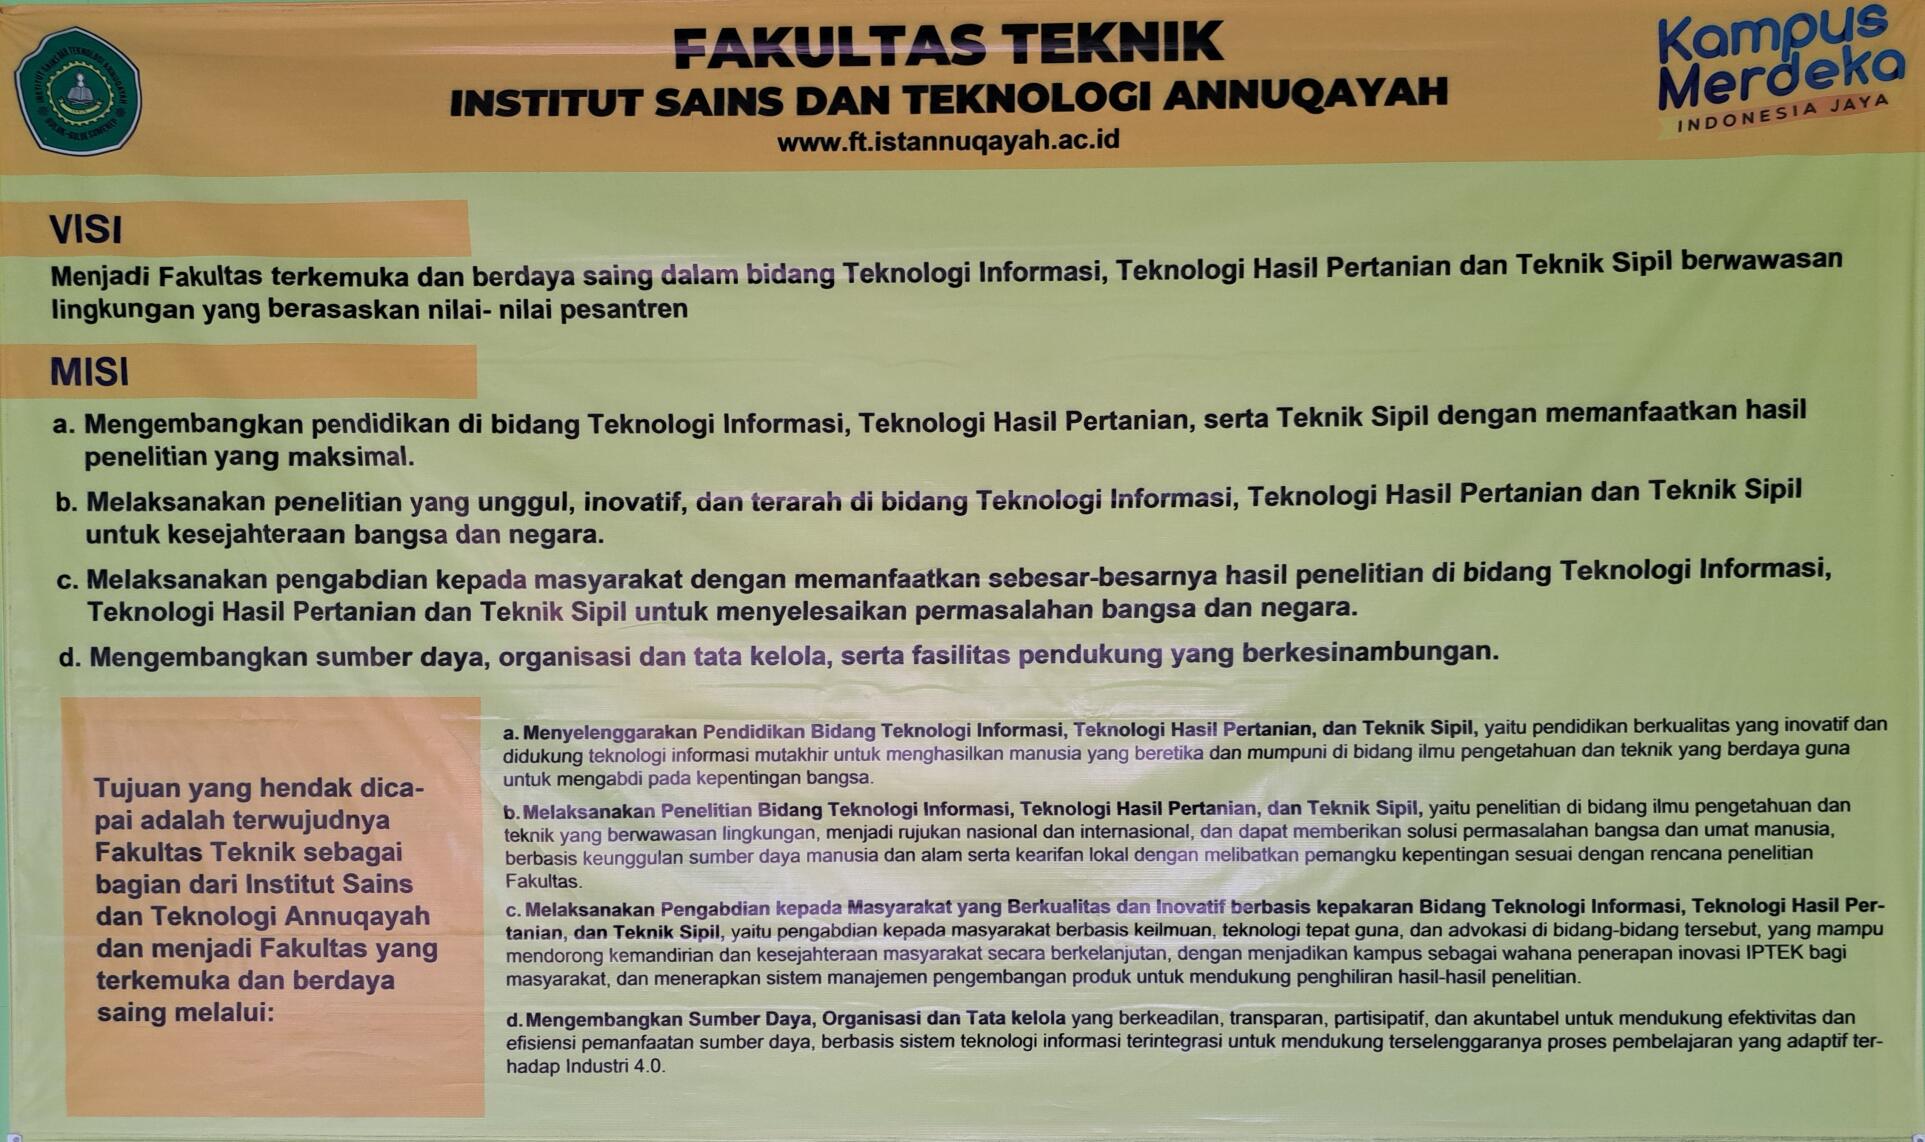 FAKULTAS TEKNIK
INSTITUT SAINS DAN TEKNOLOGI ANNUQAYAH
www.ft.istannuqayah.ac.id
Kampus
Merdeka
INDONESIA JAYA
VISI
Menjadi Fakultas terkemuka dan berdaya saing dalam bidang Teknologi Informasi, Teknologi Hasil Pertanian dan Teknik Sipil berwawasan
lingkungan yang berasaskan nilai- nilai pesantren
MISI
a. Mengembangkan pendidikan di bidang Teknologi Informasi, Teknologi Hasil Pertanian, serta Teknik Sipil dengan memanfaatkan hasil
penelitian yang maksimal.
b. Melaksanakan penelitian yang unggul, inovatif, dan terarah di bidang Teknologi Informasi, Teknologi Hasil Pertanian dan Teknik Sipil
untuk kesejahteraan bangsa dan negara.
c. Melaksanakan pengabdian kepada masyarakat dengan memanfaatkan sebesar-besarnya hasil penelitian di bidang Teknologi Informasi,
Teknologi Hasil Pertanian dan Teknik Sipil untuk menyelesaikan permasalahan bangsa dan negara.
d. Mengembangkan sumber daya, organisasi dan tata kelola, serta fasilitas pendukung yang berkesinambungan.
Tujuan yang hendak dica-
pai adalah terwujudnya
Fakultas Teknik sebagai
bagian dari Institut Sains
dan Teknologi Annuqayah
dan menjadi Fakultas yang
terkemuka dan berdaya
saing melalui:
a. Menyelenggarakan Pendidikan Bidang Teknologi Informasi, Teknologi Hasil Pertanian, dan Teknik Sipil, yaitu pendidikan berkualitas yang inovatif dan
didukung teknologi informasi mutakhir untuk menghasilkan manusia yang beretika dan mumpuni di bidang ilmu pengetahuan dan teknik yang berdaya guna
untuk mengabdi pada kepentingan bangsa.
b. Melaksanakan Penelitian Bidang Teknologi Informasi, Teknologi Hasil Pertanian, dan Teknik Sipil, yaitu penelitian di bidang ilmu pengetahuan dan
teknik yang berwawasan lingkungan, menjadi rujukan nasional dan internasional, dan dapat memberikan solusi permasalahan bangsa dan umat manusia,
berbasis keunggulan sumber daya manusia dan alam serta kearifan lokal dengan melibatkan pemangku kepentingan sesuai dengan rencana penelitian
Fakultas.
c. Melaksanakan Pengabdian kepada Masyarakat yang Berkualitas dan Inovatif berbasis kepakaran Bidang Teknologi Informasi, Teknologi Hasil Per-
tanian, dan Teknik Sipil, yaitu pengabdian kepada masyarakat berbasis keilmuan, teknologi tepat guna, dan advokasi di bidang-bidang tersebut, yang mampu
mendorong kemandirian dan kesejahteraan masyarakat secara berkelanjutan, dengan menjadikan kampus sebagai wahana penerapan inovasi IPTEK bagi
masyarakat, dan menerapkan sistem manajemen pengembangan produk untuk mendukung penghiliran hasil-hasil penelitian.
d. Mengembangkan Sumber Daya, Organisasi dan Tata kelola yang berkeadilan, transparan, partisipatif, dan akuntabel untuk mendukung efektivitas dan
efisiensi pemanfaatan sumber daya, berbasis sistem teknologi informasi terintegrasi untuk mendukung terselenggaranya proses pembelajaran yang adaptif ter-
hadap Industri 4.0.